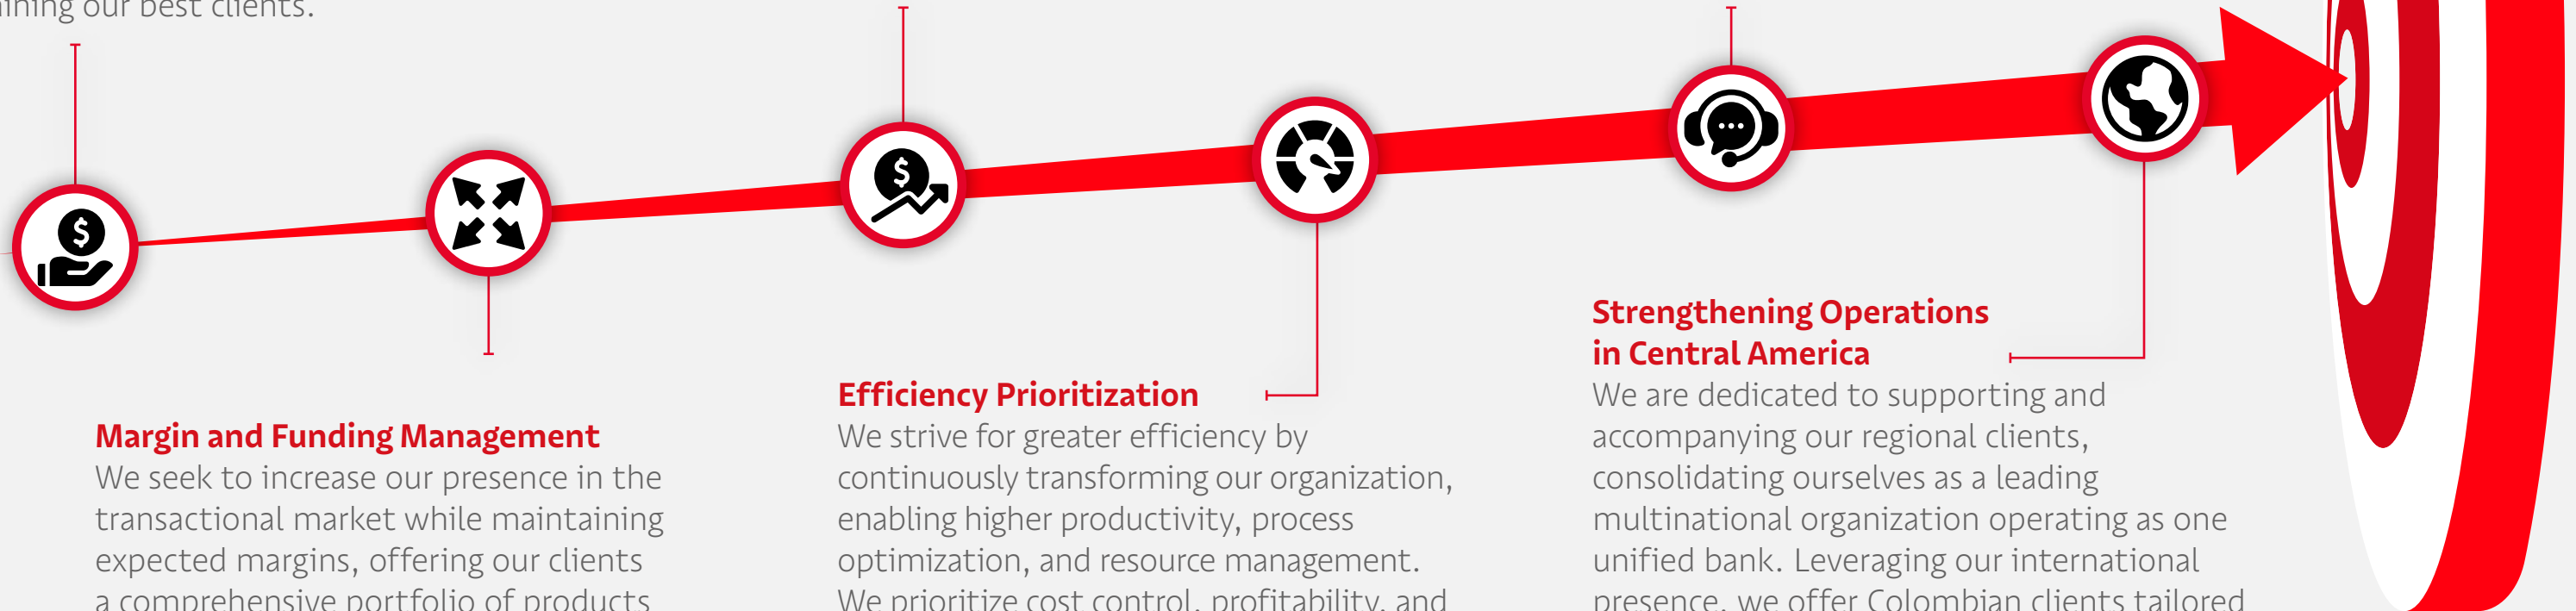 our best clients.
Margin and Funding Management
We seek to increase our presence in the
transactional market while maintaining
expected margins, offering our clients
a comprehensive portfolio of products
Efficiency Prioritization
We strive for greater efficiency by
continuously transforming our organization,
enabling higher productivity, process
optimization, and resource management.
We prioritize cost control, profitability, and
Strengthening Operations
in Central America
We are dedicated to supporting and
accompanying our regional clients,
consolidating ourselves as a leading
multinational organization operating as one
unified bank. Leveraging our international
presence, we offer Colombian clients tailored